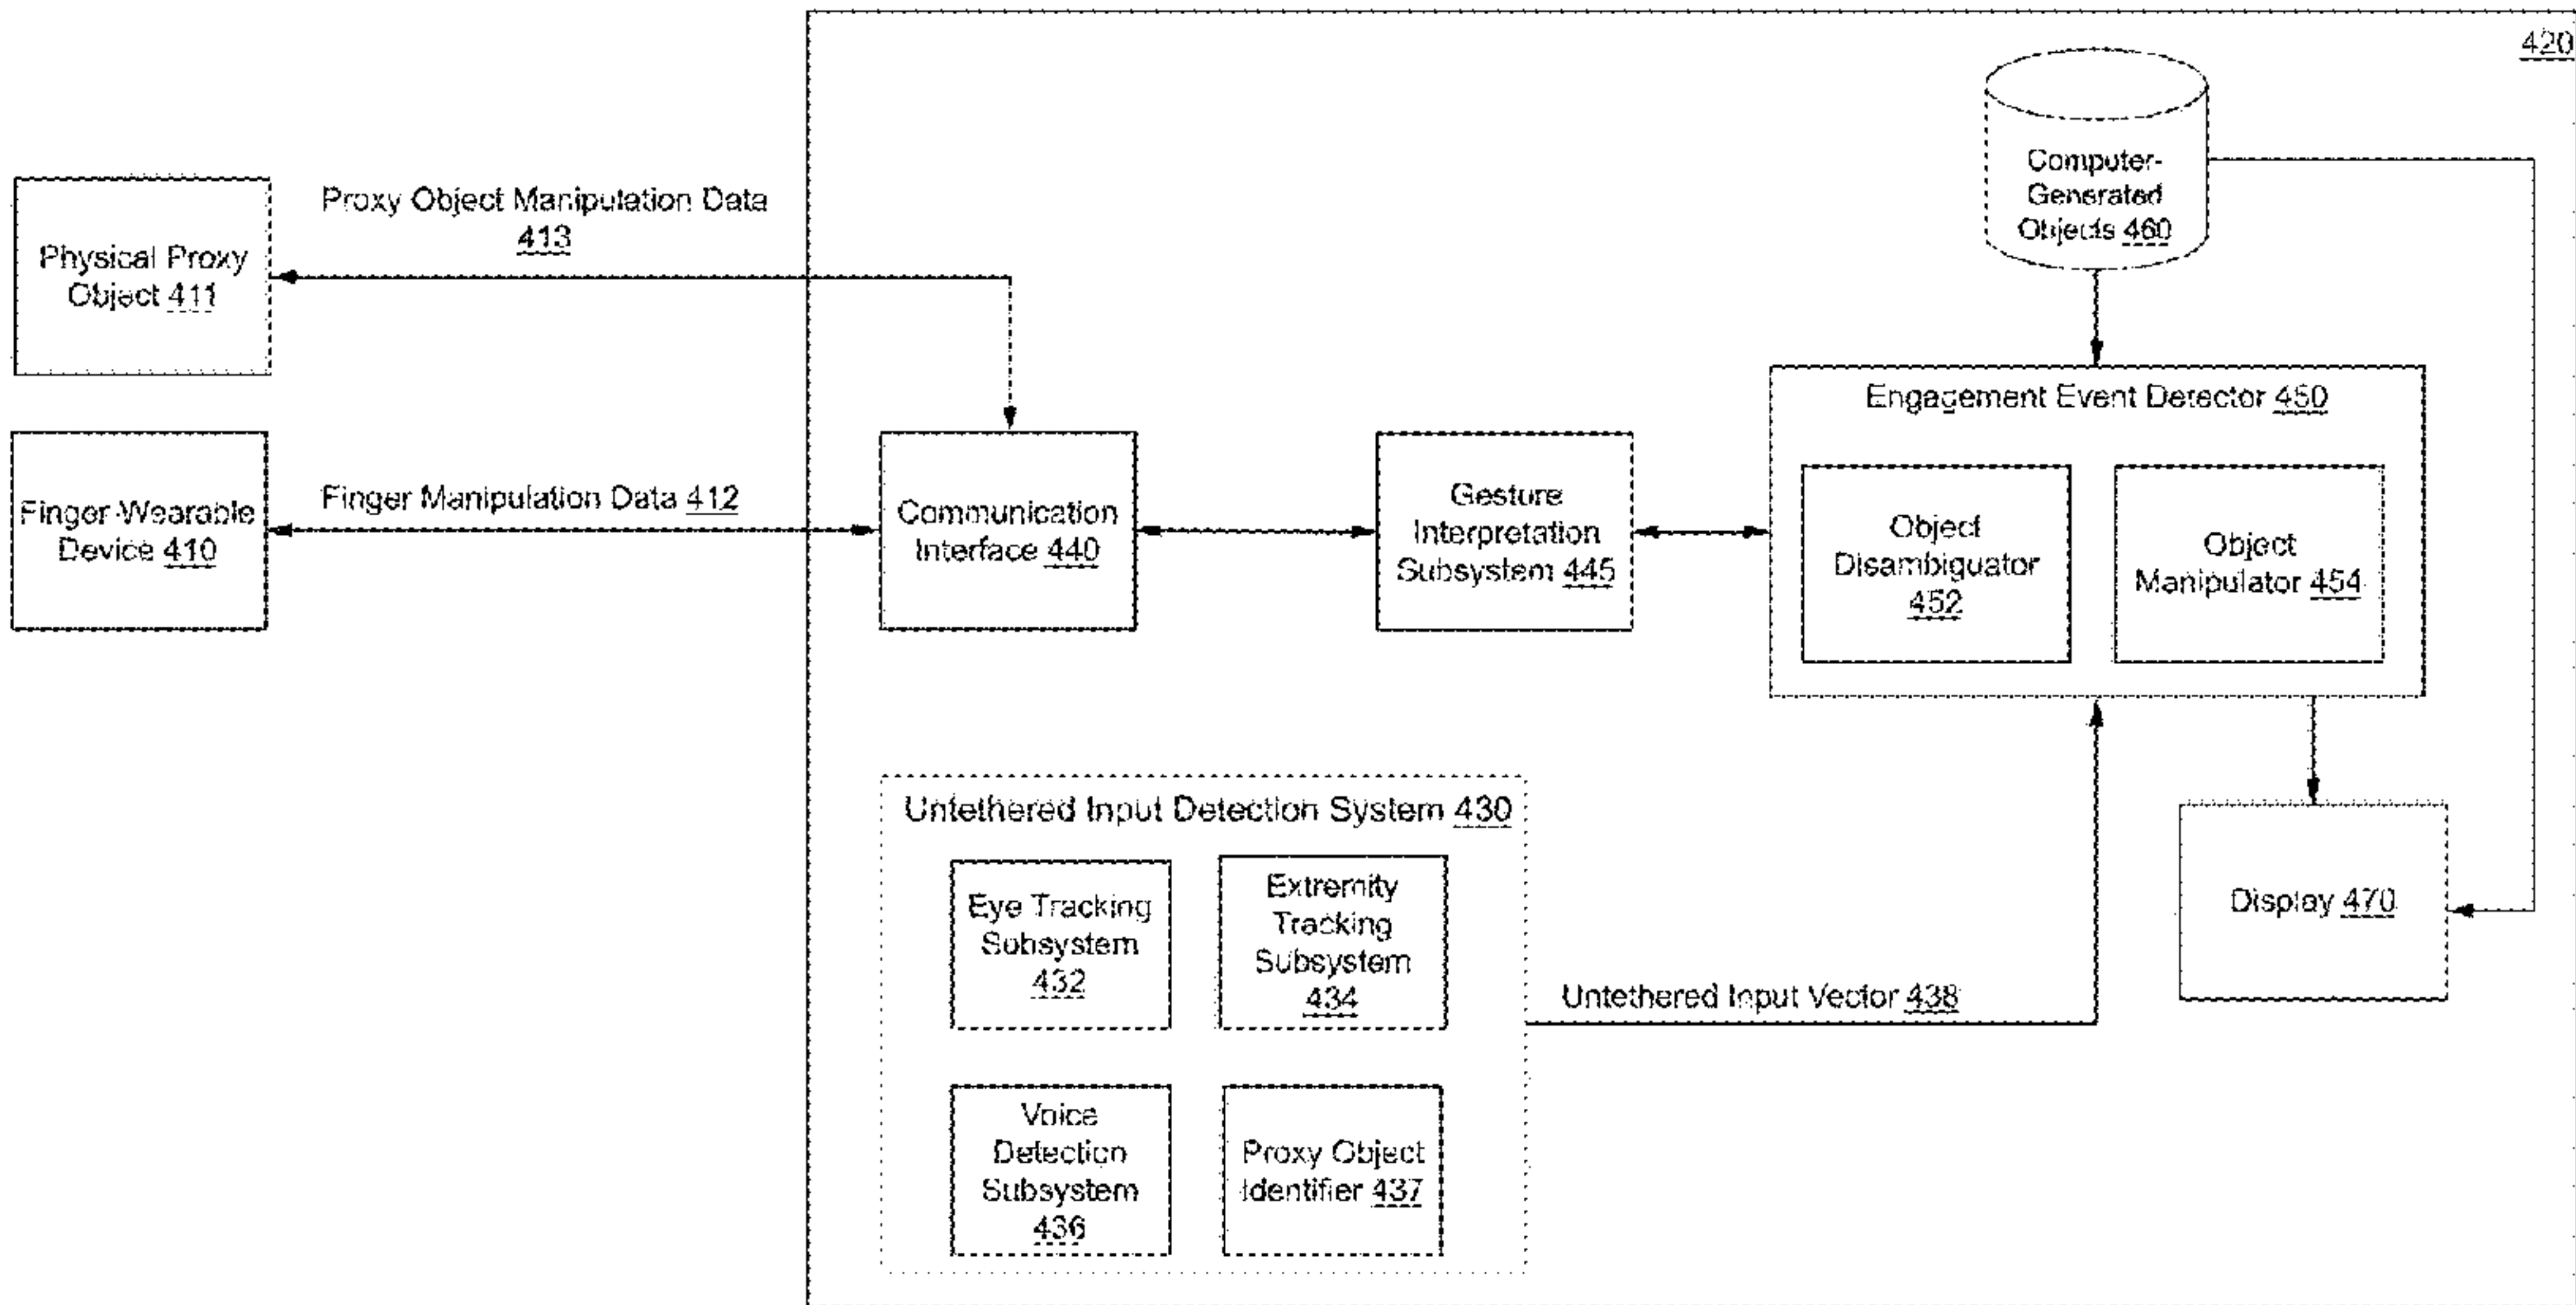 420
Computer-
Generated
Objects 460
Proxy Object Manipulation Data
413
Physical Proxy
Object 411
Engagement Event Detector 450
Finger Manipulation Data 412
Finger-Wearable
Device 410
Communication
Interface 440
Gesture
Interpretation
Subsystem 445
Object
Disambiguator
452
Object
Manipulator 454
Untethered Input Detection System 430
Eye Tracking
Subsystem
432
Extremity
Tracking
Subsystem
434
Display 470
Untethered Input Vector 438
Voice
Detection
Subsystem
436
Proxy Object
Identifier 437